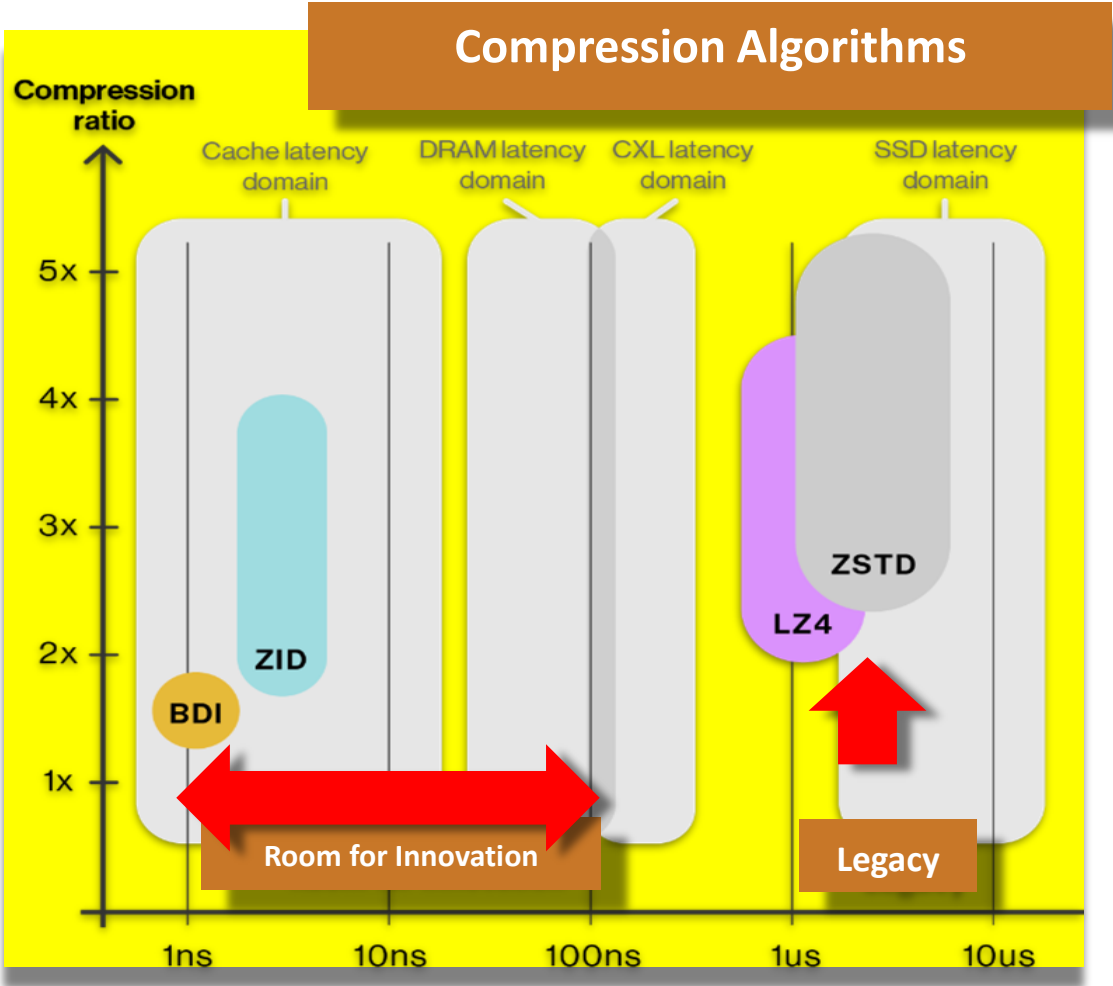 Compression Algorithms
Compression
ratio
Cache latency
domain
DRAM latency
domain
CXL latency
domain
SSD latency
domain
5x
4x
3x
2x
1x
ZSTD
LZ4
ZID
BDI
Room for Innovation
Legacy
1ns
10ns
100ns
1us
10us